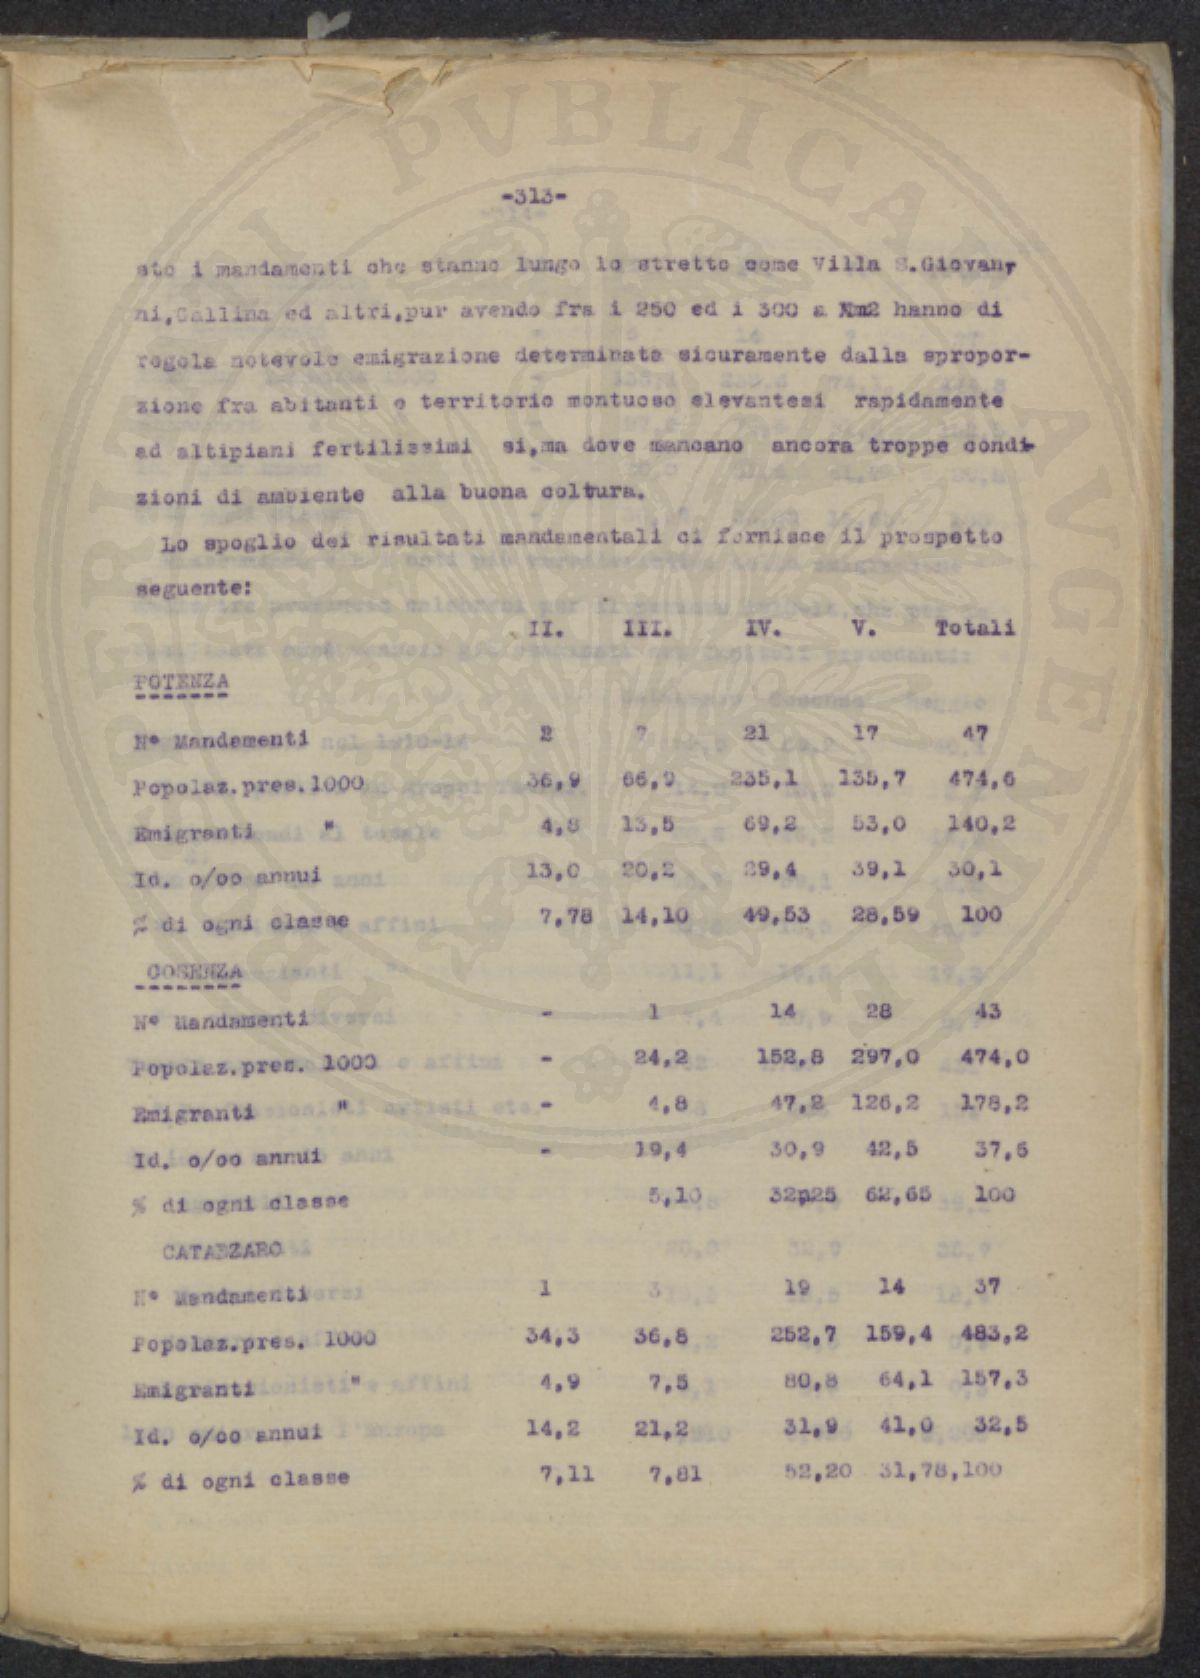 -313-
sto i mandamenti che stanno lungo lo stretto come Villa S.Giovan,
ni,Gallina ed altri,pur avendo fra i 250 ed i 300 a Km2 hanno di
regola notevole emigrazione determinata sicuramente dalla spropor-
zione fra abitanti e territorio montuoso elevantesi rapidamente
ad altipiani fertilissimi si,ma dove mancano ancora troppe condi-
zioni di ambiente alla buona coltura.
Lo spoglio dei risultati mandamentali ci fornisce il prospetto
seguente:
II. III. IV. V. Totali
POTENZA
N° Mandamenti 2 7 21 17 47
Popolaz.pres.1000 36,9 66,9 235,1 135,7 474,6
Emigranti " 4,8 13,5 69,2 53,0 140,2
Id. o/oo annui 13,0 20,2 29,4 39,1 30,1
% di ogni classe 7,78 14,10 49,53 28,59 100
COSENZA
N° Mandamenti - 1 14 28 43
Popolaz.pres. 1000 - 24,2 152,8 297,0 474,0
Emigranti " - 4,8 47,2 126,2 178,2
Id. o/oo annui - 19,4 30,9 42,5 37,6
% di ogni classe 5,10 32,25 62,65 100
CATANZARO
N° Mandamenti 1 3 19 14 37
Popolaz.pres. 1000 34,3 36,8 252,7 159,4 483,2
Emigranti " 4,9 7,5 80,8 64,1 157,3
Id. o/oo annui 14,2 21,2 31,9 41,0 32,5
% di ogni classe 7,11 7,81 52,20 31,78,100